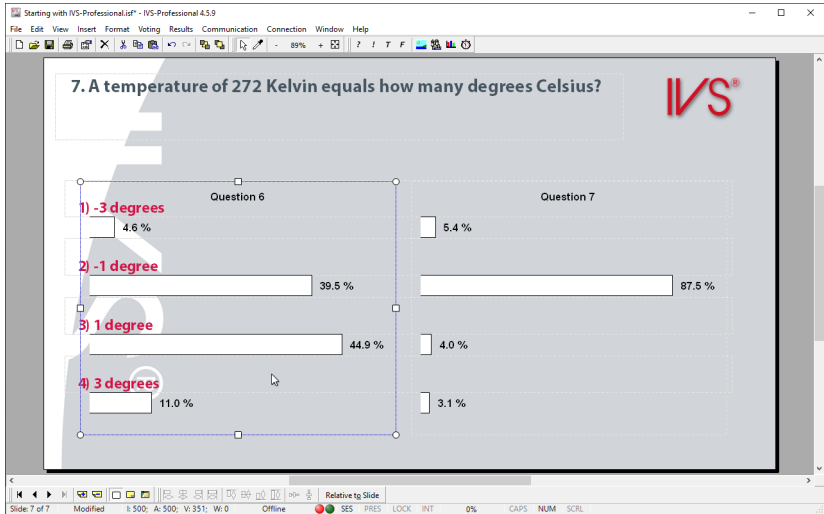 Starting with IVS-Professional.isf* - IVS-Professional 4.5.9
File Edit View Insert Format Voting Results Communication Connection Window Help
- 89% + ? ! T F
7. A temperature of 272 Kelvin equals how many degrees Celsius?
IVS®
Question 6
Question 7
1) -3 degrees
4.6 %
5.4 %
2) -1 degree
39.5 %
87.5 %
3) 1 degree
44.9 %
4.0 %
4) 3 degrees
11.0 %
3.1 %
Relative to Slide
Slide: 7 of 7 Modified I: 500; A: 500; V: 351; W: 0 Offline SES PRES LOCK INT 0% CAPS NUM SCRL